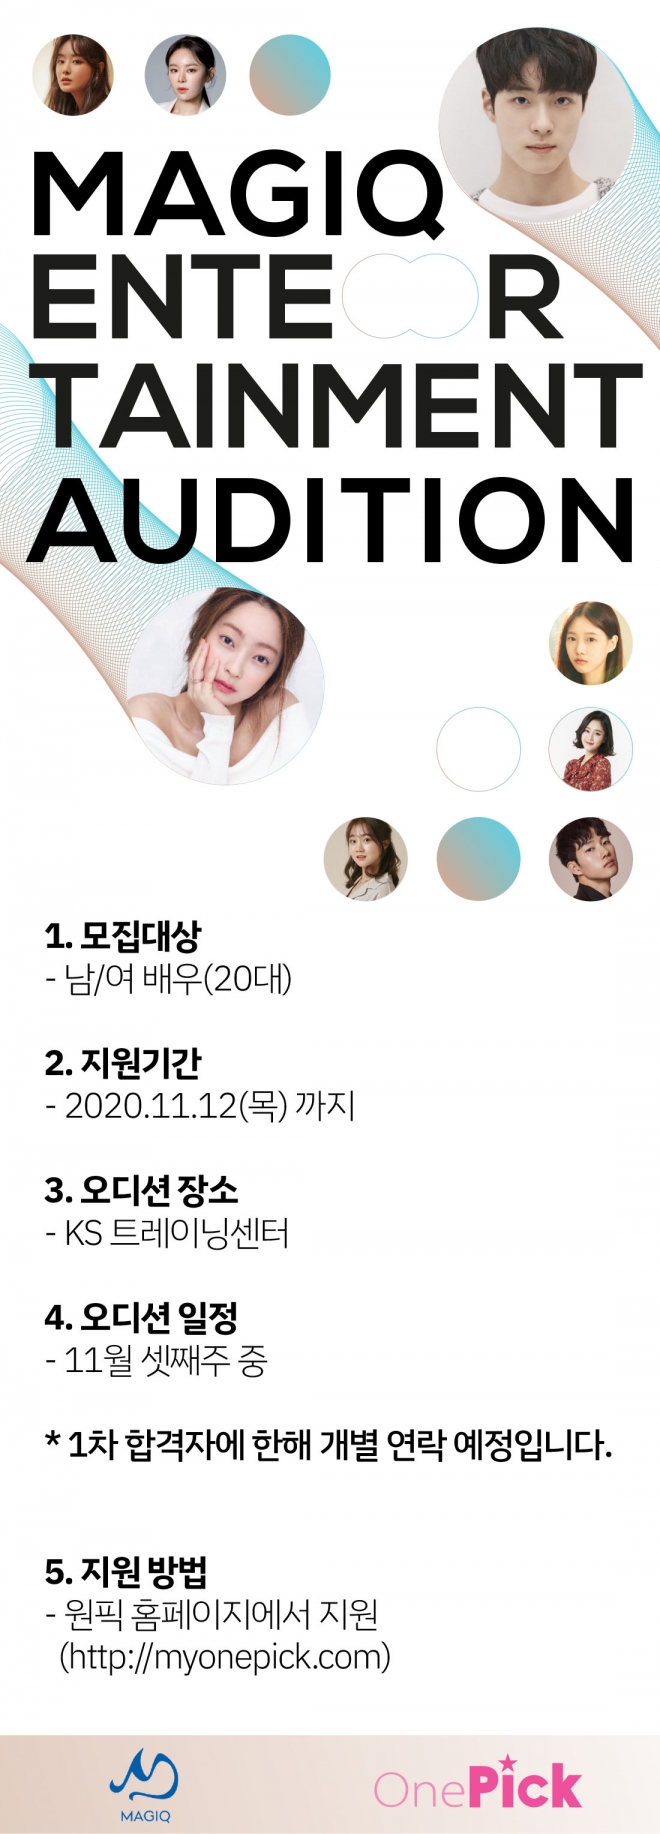 MAGIQ
ENTER
TAINMENT
AUDITION
1. 모집대상
- 남/여 배우(20대)
2. 지원기간
- 2020.11.12(목) 까지
3. 오디션 장소
- KS 트레이닝센터
4. 오디션 일정
- 11월 셋째주 중
* 1차 합격자에 한해 개별 연락 예정입니다.
5. 지원 방법
- 원픽 홈페이지에서 지원
(http://myonepick.com)
MAGIQ
OnePick